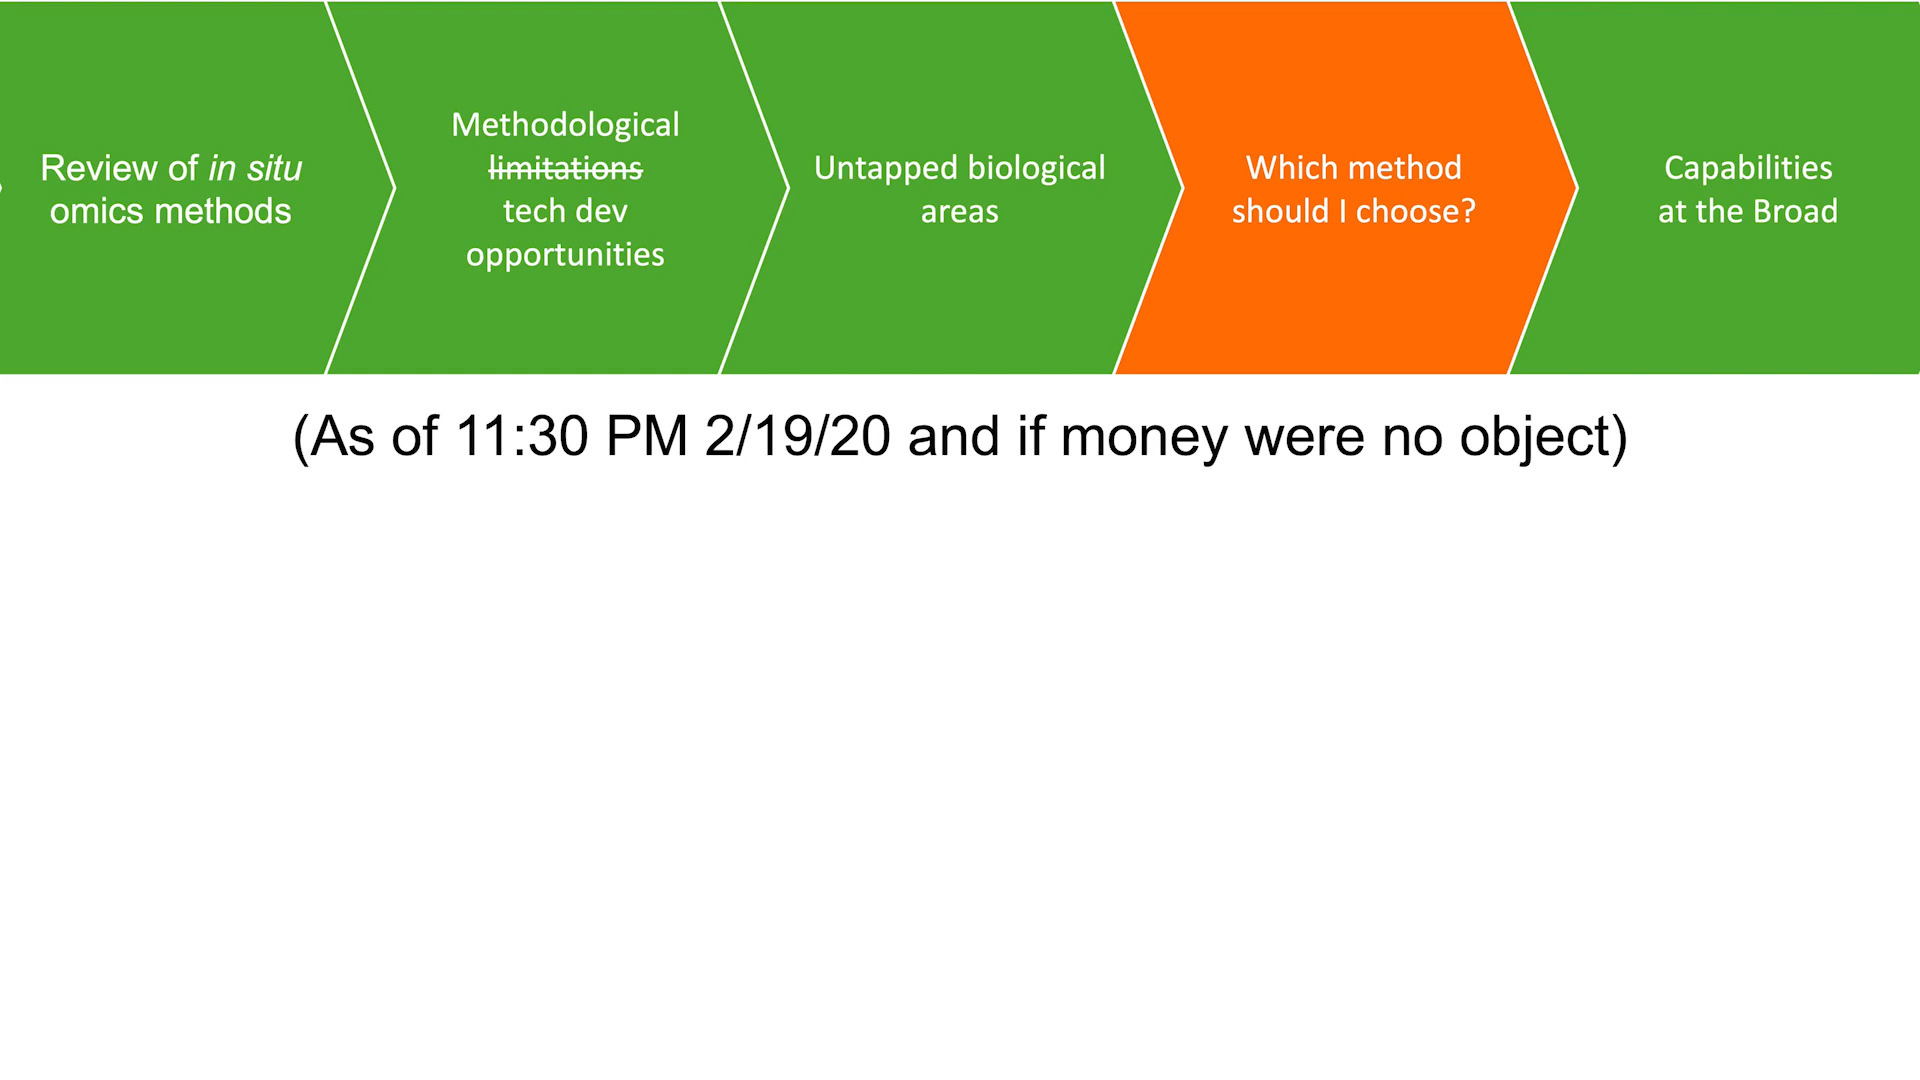 Review of in situ
omics methods
Methodological
limitations
tech dev
opportunities
Untapped biological
areas
Which method
should I choose?
Capabilities
at the Broad
(As of 11:30 PM 2/19/20 and if money were no object)